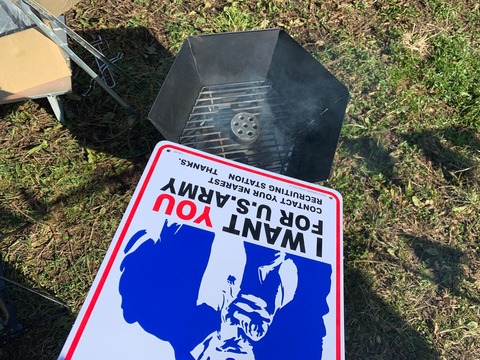 I WANT YOU
FOR U.S.ARMY
CONTACT YOUR NEAREST
RECRUITING STATION   THANKS.